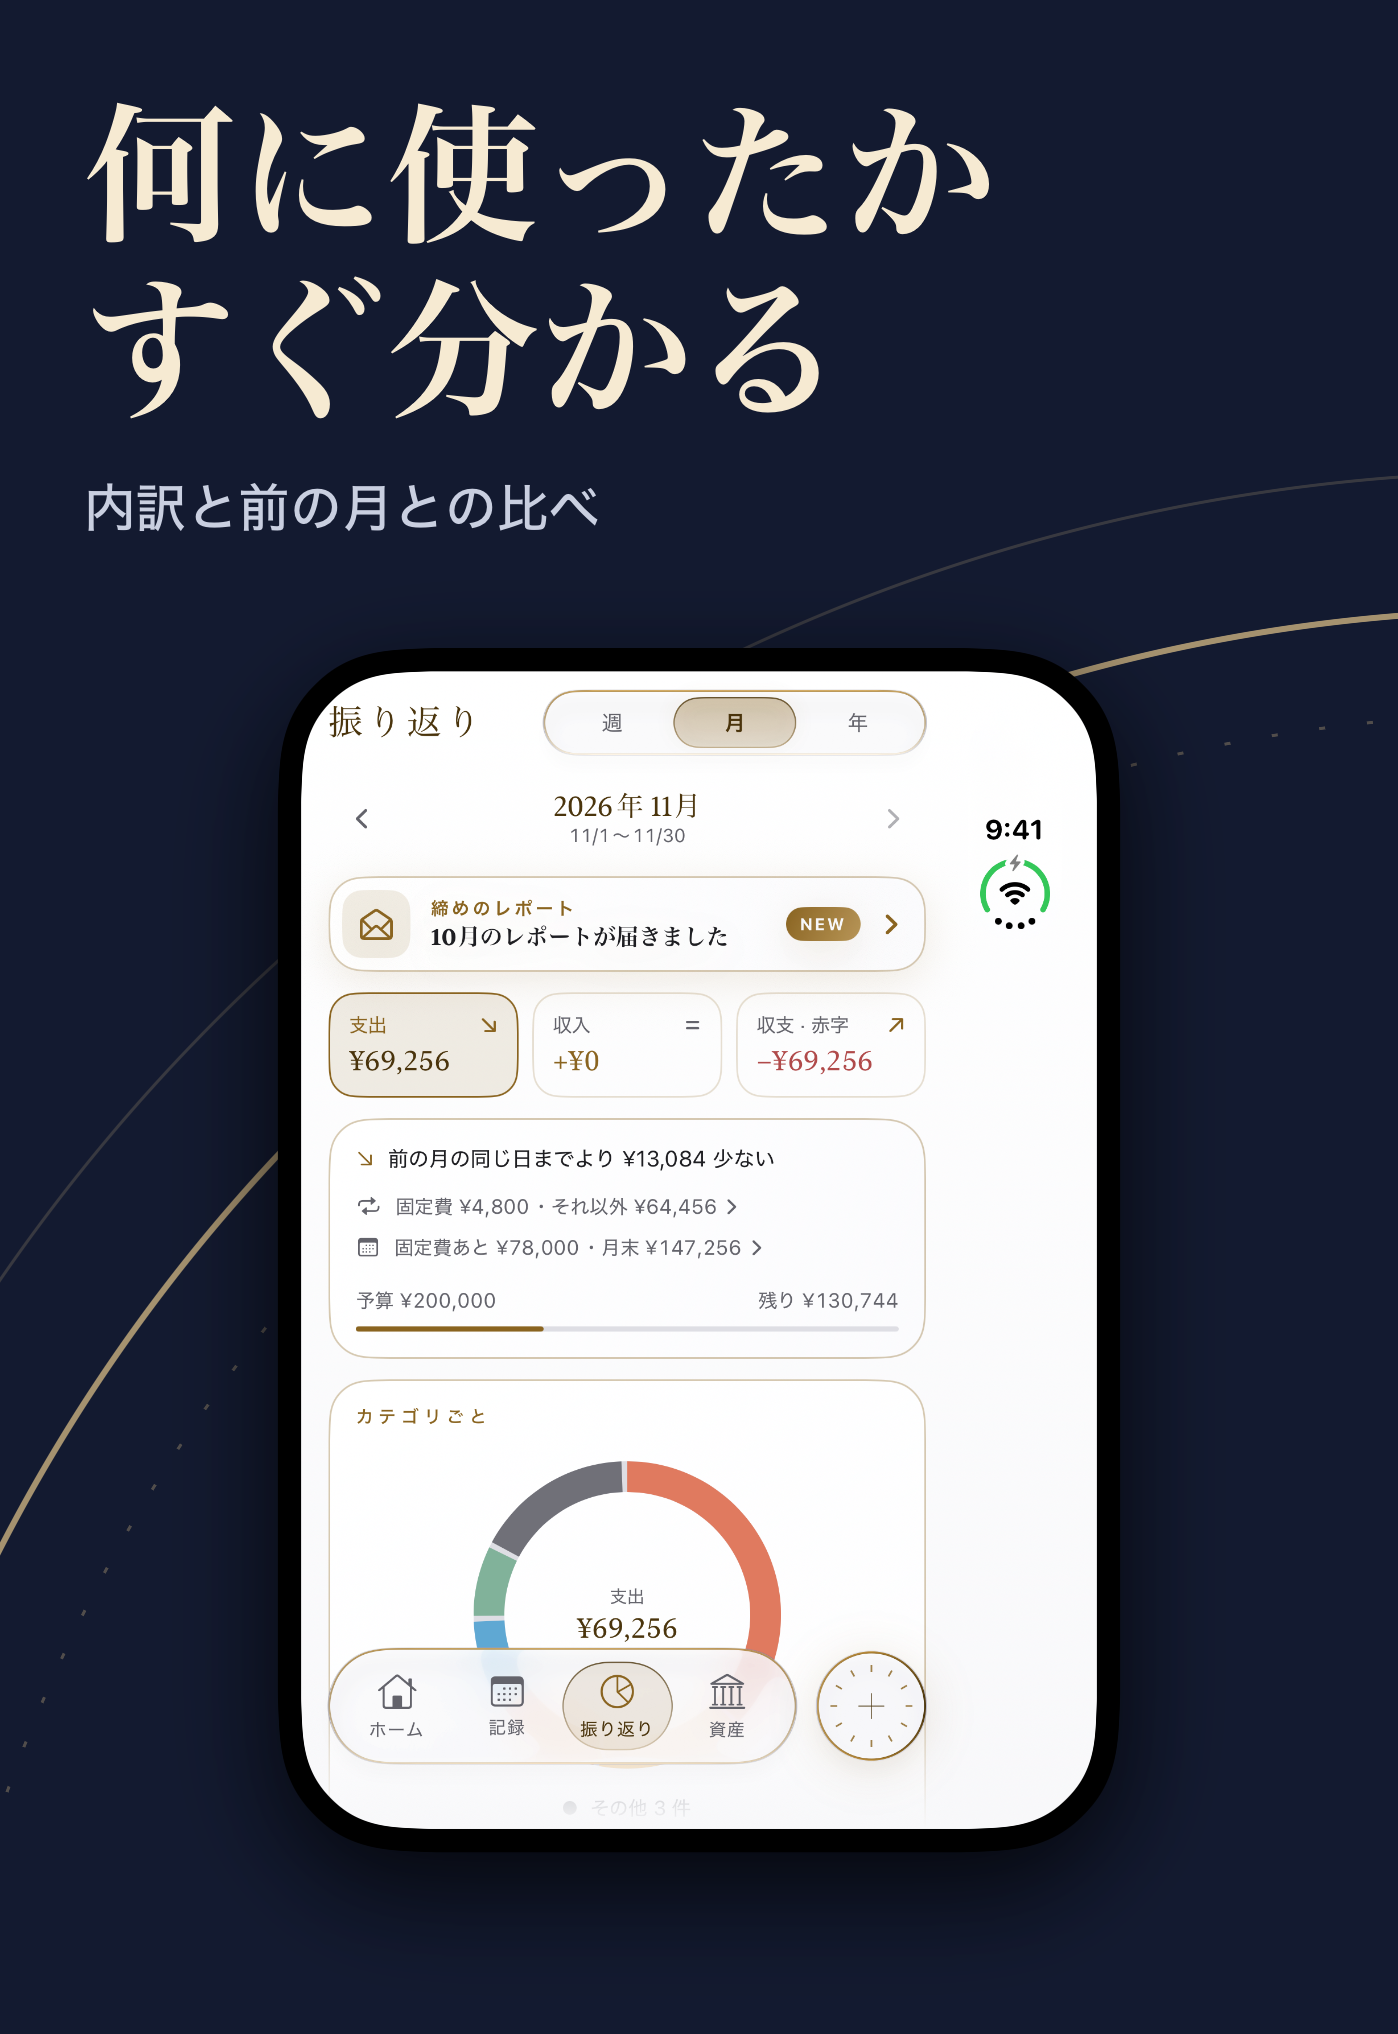 何に使ったか
すぐ分かる
内訳と前の月との比べ
振り返り
週 月 年
2026年 11月
11/1〜11/30
9:41
締めのレポート
10月のレポートが届きました
NEW
支出
¥69,256
収入 =
+¥0
収支·赤字
−¥69,256
前の月の同じ日までより ¥13,084 少ない
固定費 ¥4,800・それ以外 ¥64,456
固定費あと ¥78,000・月末 ¥147,256
予算 ¥200,000 残り ¥130,744
カテゴリごと
支出
¥69,256
ホーム 記録 振り返り 資産
その他 3 件